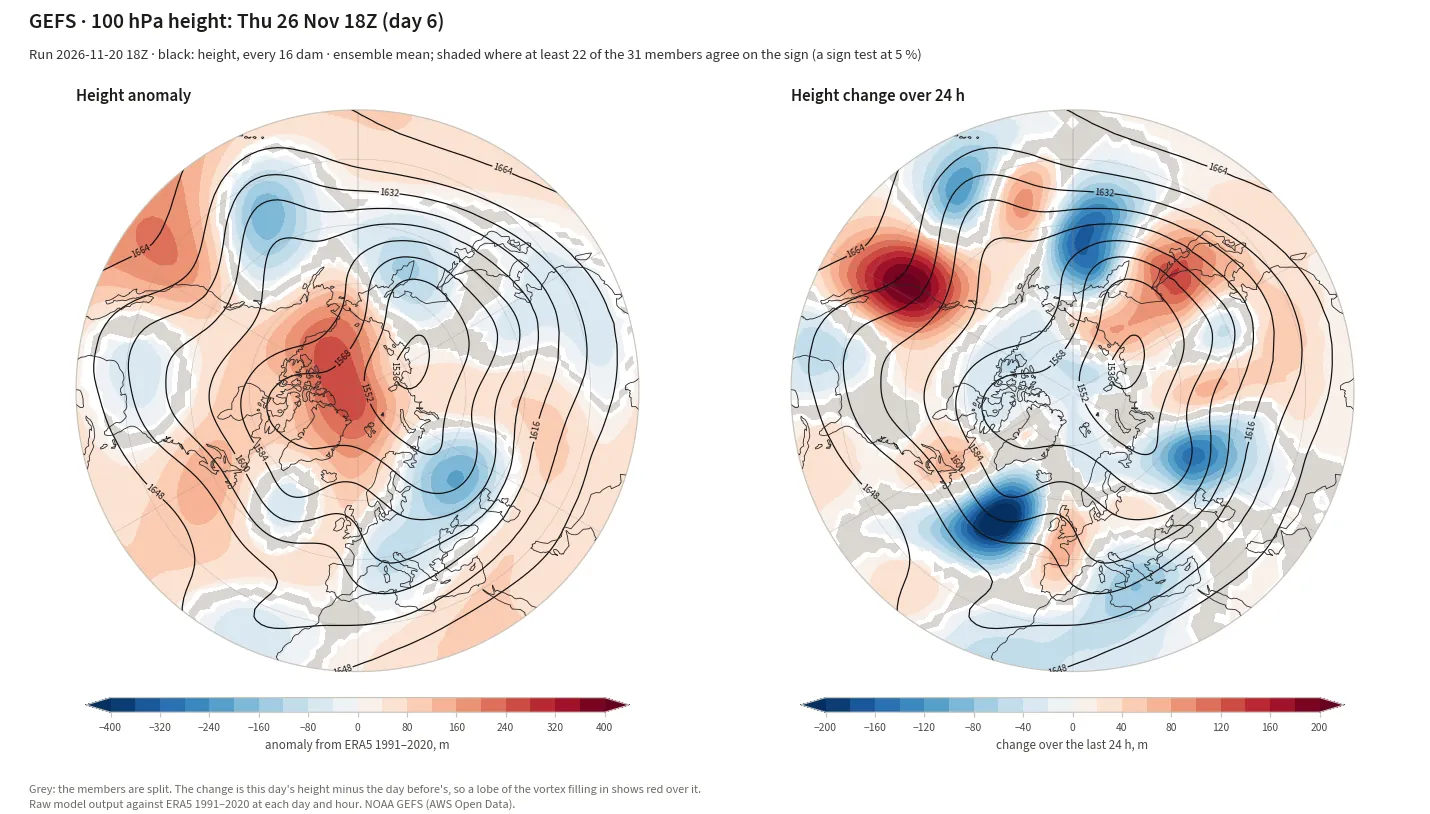 GEFS · 100 hPa height: Thu 26 Nov 18Z (day 6)
Run 2026-11-20 18Z · black: height, every 16 dam · ensemble mean; shaded where at least 22 of the 31 members agree on the sign (a sign test at 5 %)
Height anomaly
Height change over 24 h
1664
1632
1664
1568
1536
1552
1616
1584
1600
1648
1648
1664
1632
1664
1568
1536
1552
1616
1584
1600
1648
1648
−400 −320 −240 −160 −80 0 80 160 240 320 400
anomaly from ERA5 1991–2020, m
−200 −160 −120 −80 −40 0 40 80 120 160 200
change over the last 24 h, m
Grey: the members are split. The change is this day's height minus the day before's, so a lobe of the vortex filling in shows red over it.
Raw model output against ERA5 1991–2020 at each day and hour. NOAA GEFS (AWS Open Data).